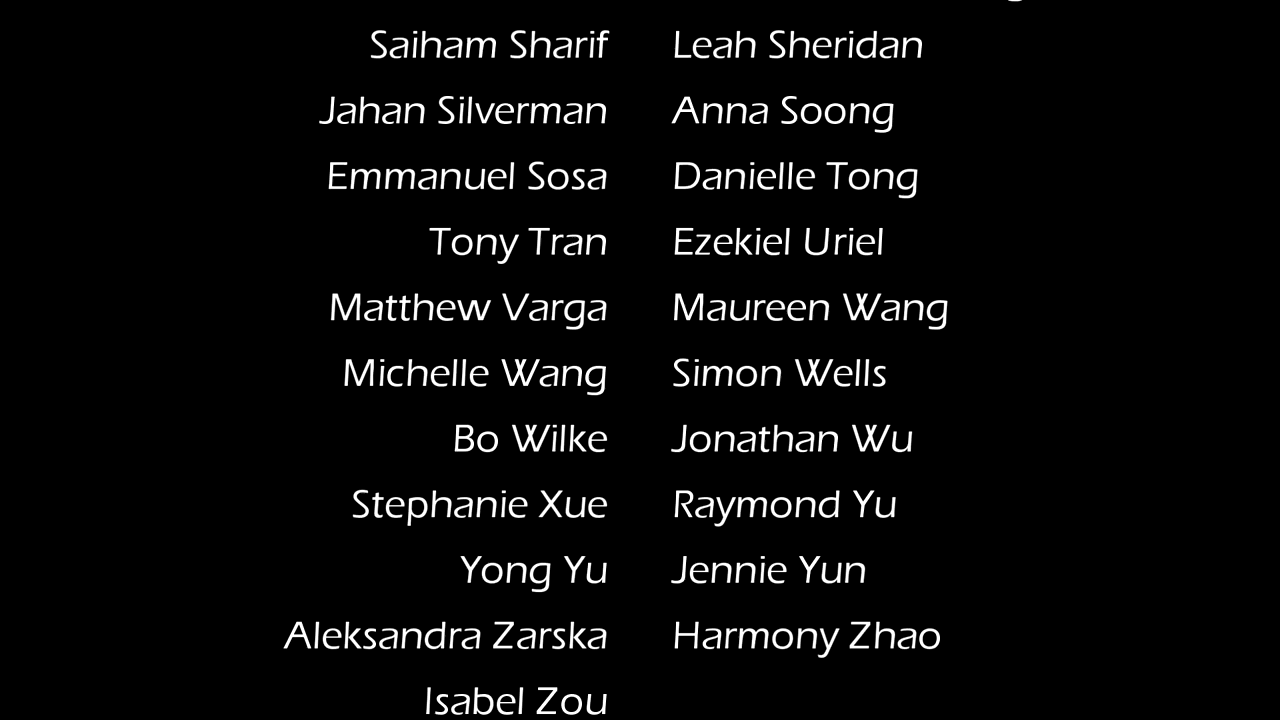 Saiham Sharif Leah Sheridan
Jahan Silverman Anna Soong
Emmanuel Sosa Danielle Tong
Tony Tran Ezekiel Uriel
Matthew Varga Maureen Wang
Michelle Wang Simon Wells
Bo Wilke Jonathan Wu
Stephanie Xue Raymond Yu
Yong Yu Jennie Yun
Aleksandra Zarska Harmony Zhao
Isabel Zou